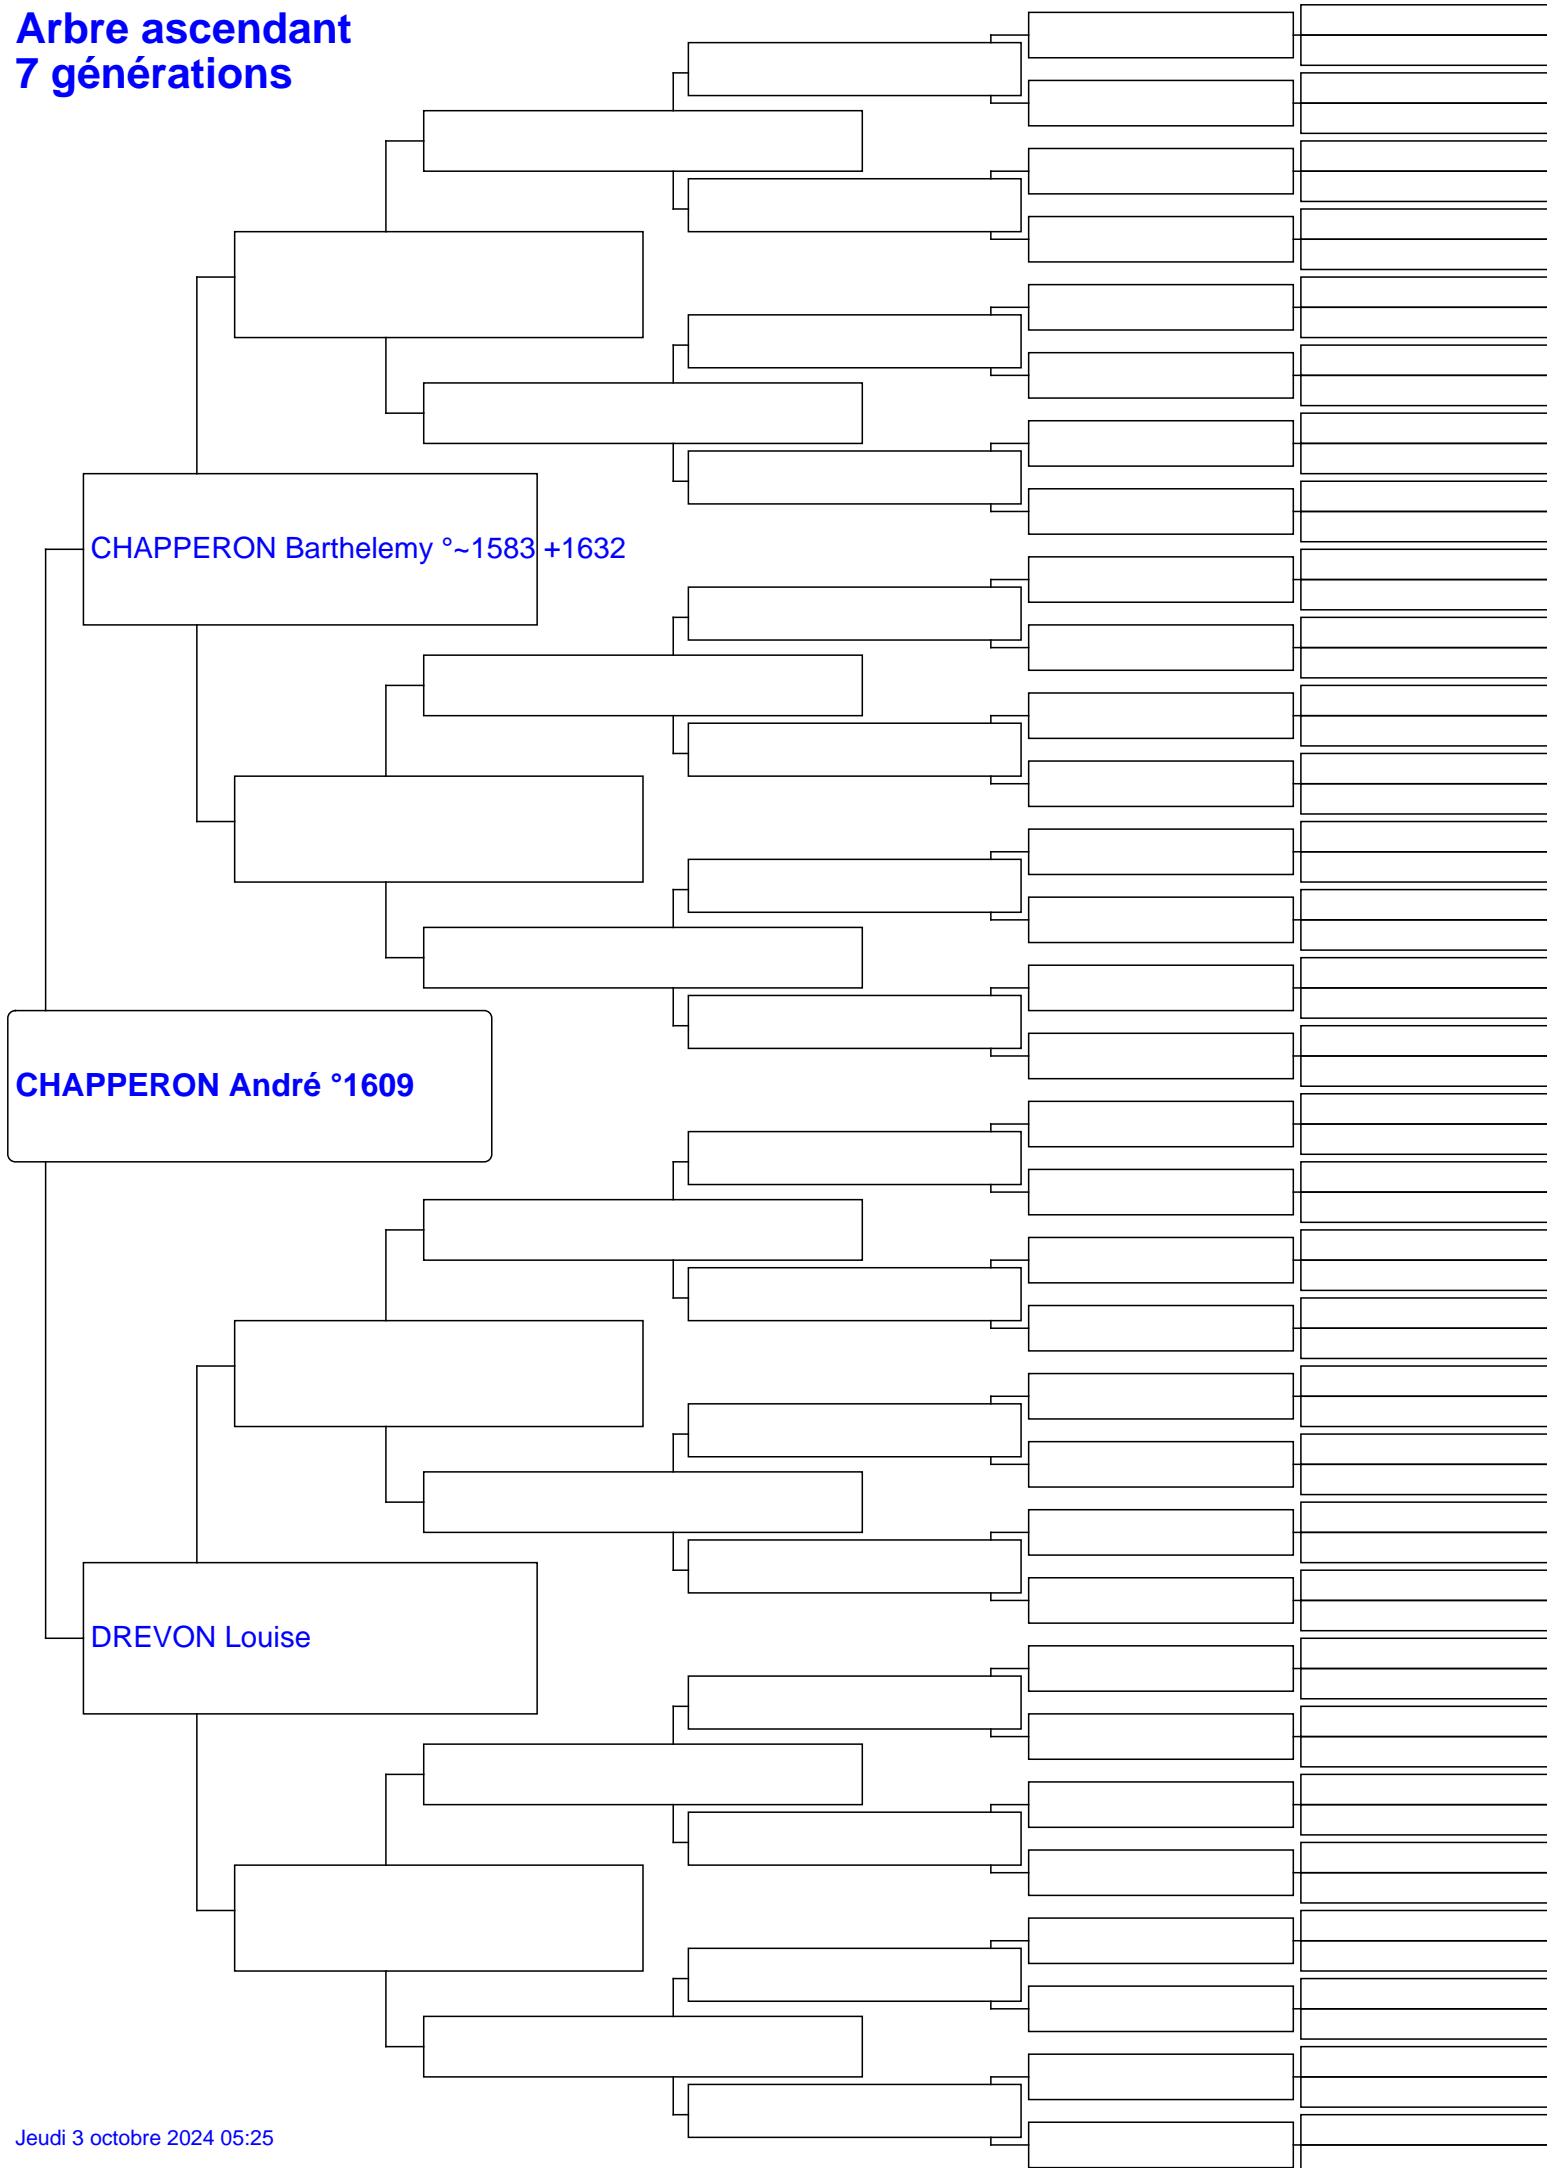 Arbre ascendant
7 générations
CHAPPERON Barthelemy °~1583 +1632
CHAPPERON André °1609
DREVON Louise
Jeudi 3 octobre 2024 05:25